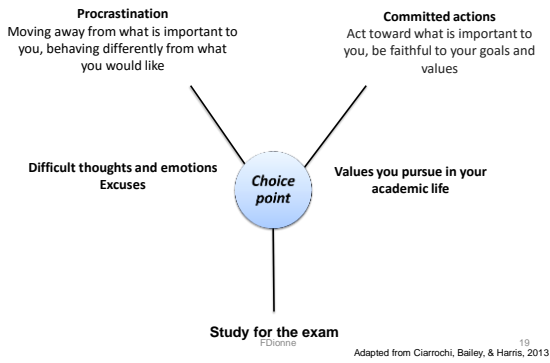 Procrastination
Moving away from what is important to
you, behaving differently from what
you would like
Committed actions
Act toward what is important to
you, be faithful to your goals and
values
Difficult thoughts and emotions
Excuses
Choice
point
Values you pursue in your
academic life
Study for the exam
FDionne
19
Adapted from Ciarrochi, Bailey, & Harris, 2013